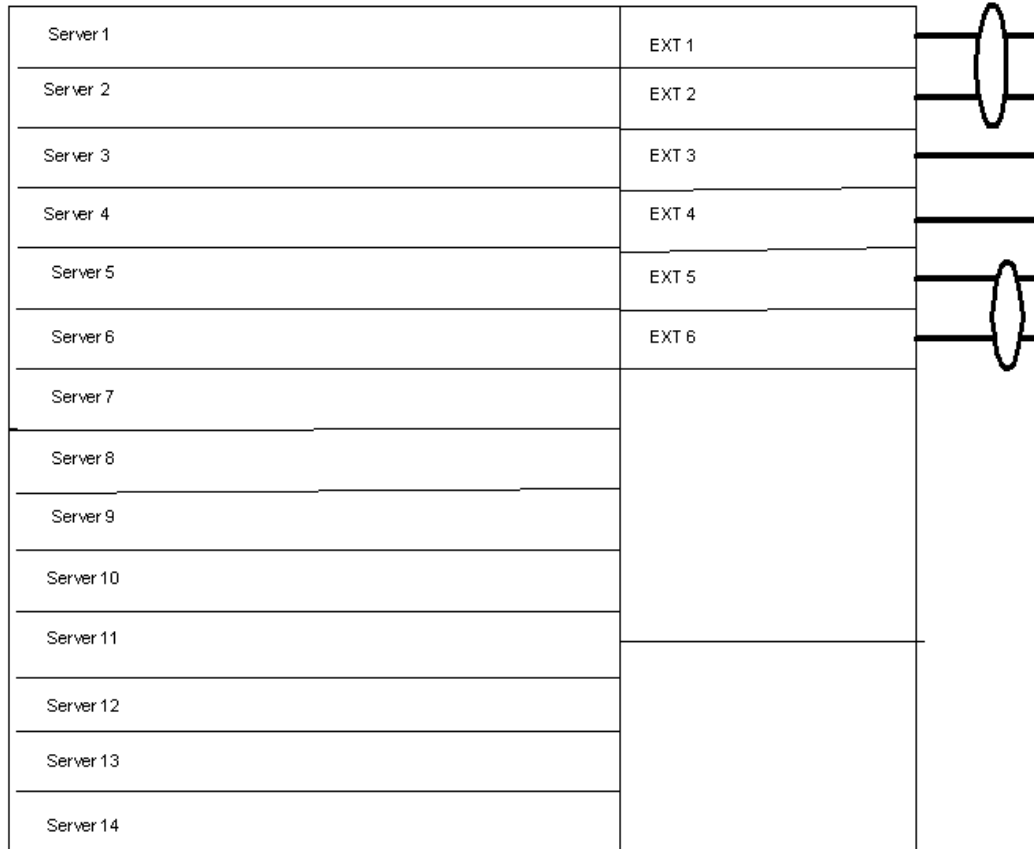 Server 1
EXT 1
Server 2
EXT 2
Server 3
EXT 3
Server 4
EXT 4
Server 5
EXT 5
Server 6
EXT 6
Server 7
Server 8
Server 9
Server 10
Server 11
Server 12
Server 13
Server 14